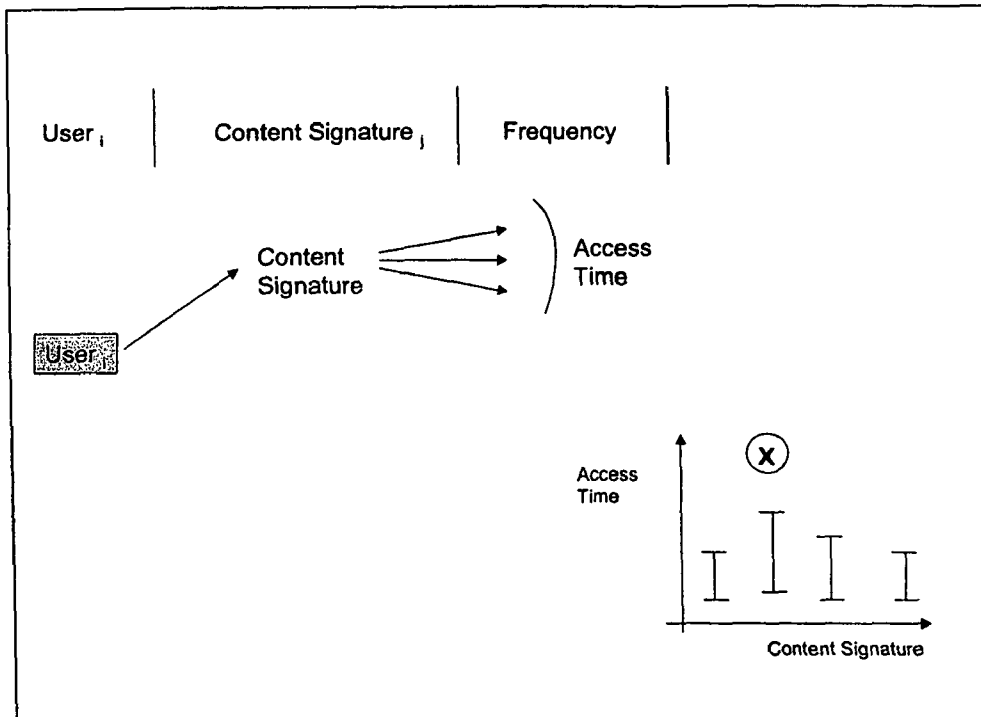 User i
Content Signature j
Frequency
Content
Signature
Access
Time
User i
Access
Time
X
Content Signature